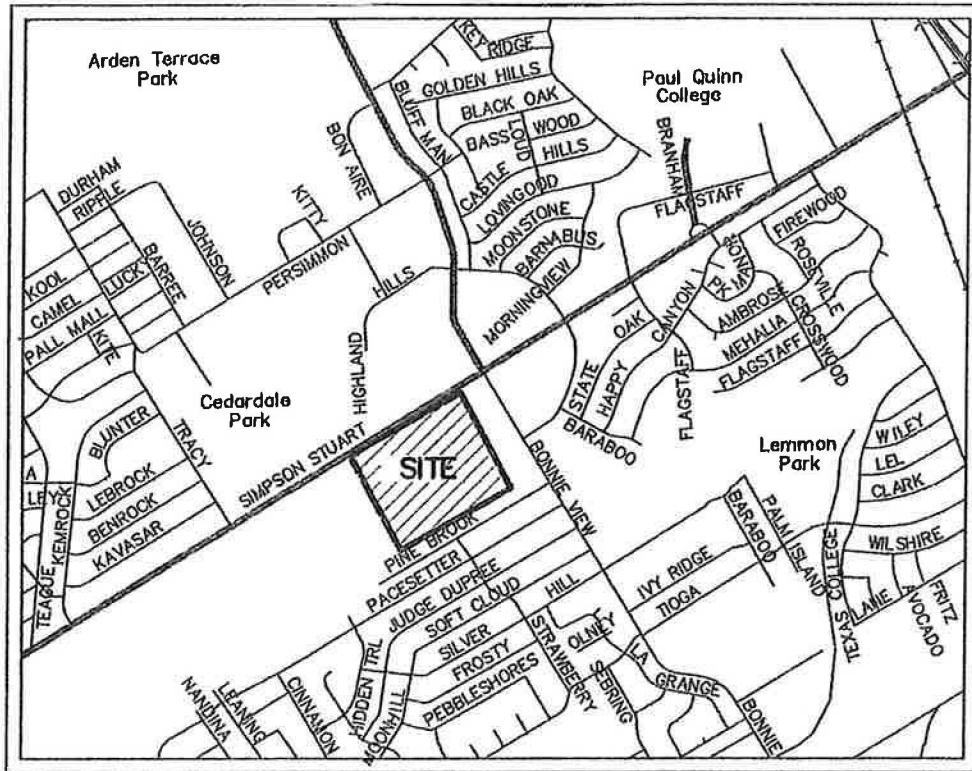 Arden Terrace
Park
KEY
RIDGE
GOLDEN HILLS
BLUFF MAN
BLACK OAK
BASS
LOUD
WOOD
HILLS
CASTLE
LOVINGOOD
MOONSTONE
BARNABUS
MORNINGVIEW
Paul Quinn
College
BRANHAM
FLAGSTAFF
FIREWOOD
ROSEVILLE
BON AIRE
KITTY
PERSIMMON
HILLS
HIGHLAND
DURHAM
RIPPLE
JOHNSON
BARREE
LUCK
KOOL
CAMEL
PALL MALL
KITE
Cedardale
Park
SIMPSON STUART
TRACY
BLUNTER
LEBROCK
BENROCK
KAVASAR
A
LEY
KEMROCK
TEAGUE
OAK
CANYON
STATE
HAPPY
BARABOO
FLAGSTAFF
PK
AMBROSE
MEHALIA
FLAGSTAFF
CROSSWOOD
SITE
BONNIE VIEW
Lemmon
Park
WILEY
LEL
CLARK
WILSHIRE
LANE
AVOCADO
FRITZ
TEXAS COLLEGE
PALM ISLAND
BARABOO
IVY RIDGE
TIOGA
PINE BROOK
PACESETTER
JUDGE DUPREE
SOFT CLOUD
HILL
SILVER
FROSTY
PEBBLESHORES
STRAWBERRY
OLNEY
SEBRING
LA
GRANGE
BONNIE
HIDDEN TRL
MOONHILL
CINNAMON
LEANING
NANDINA